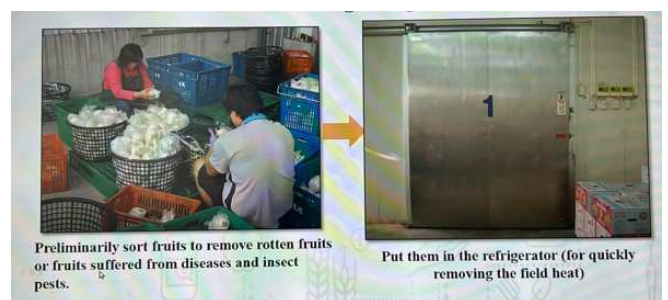 Preliminarily sort fruits to remove rotten fruits
or fruits suffered from diseases and insect
pests.
1
Put them in the refrigerator (for quickly
removing the field heat)